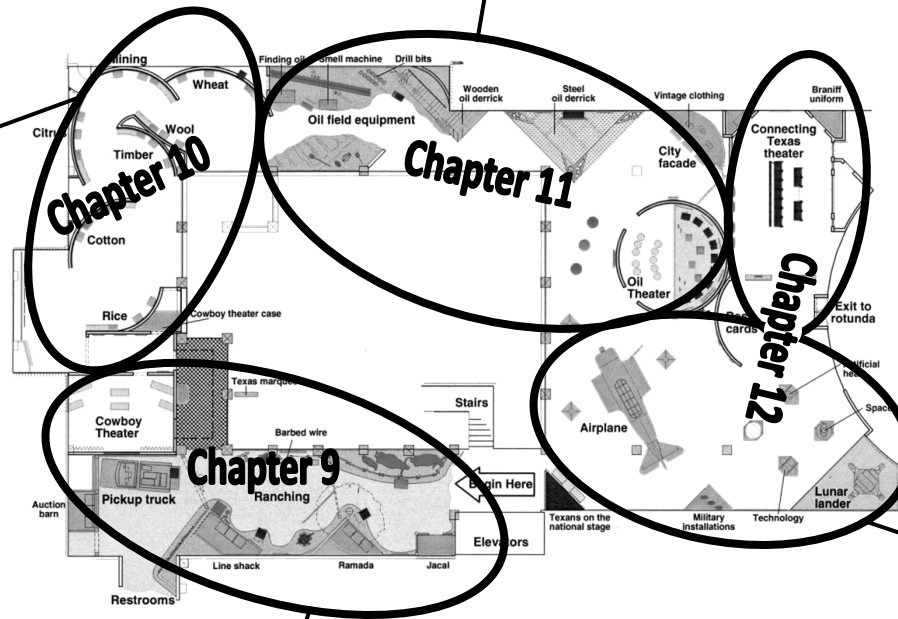 Mining
Finding oil
Smell machine
Drill bits
Wheat
Wooden
oil derrick
Steel
oil derrick
Vintage clothing
Braniff
uniform
Oil field equipment
Citrus
Wool
Timber
Connecting
Texas
theater
City
facade
Chapter 10
Chapter 11
Cotton
Oil
Theater
Chapter 12
Rice
Cowboy theater case
cards
Exit to
rotunda
Texas marquee
Artificial
Stairs
Space
Cowboy
Theater
Barbed wire
Airplane
Chapter 9
Pickup truck
Ranching
Begin Here
Auction
barn
Lunar
lander
Texans on the
national stage
Military
installations
Technology
Elevators
Line shack
Ramada
Jacal
Restrooms